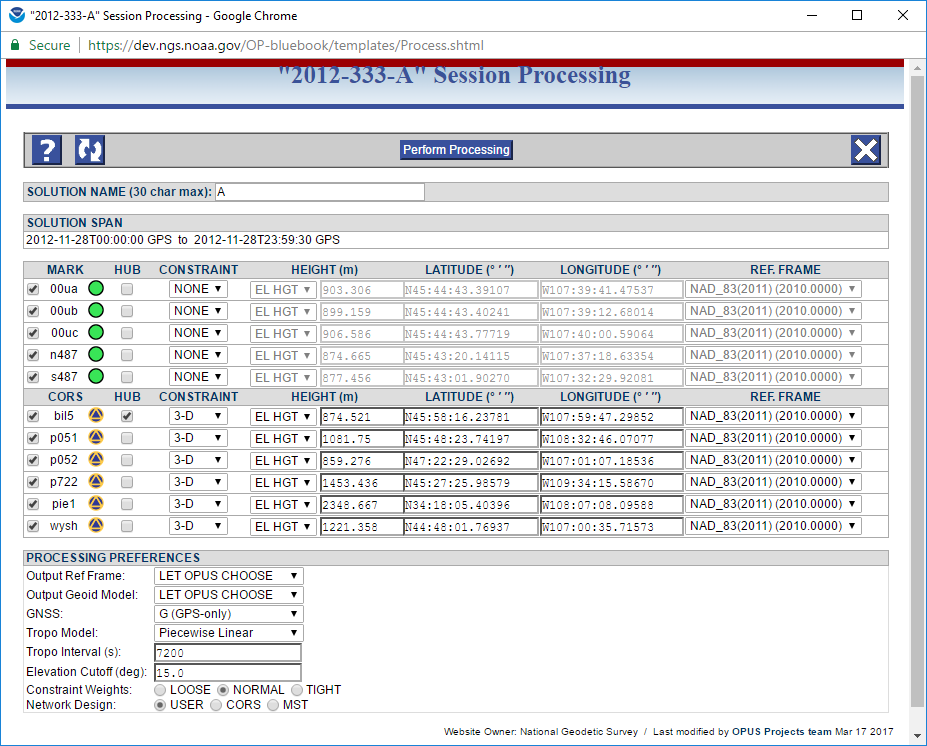 "2012-333-A" Session Processing - Google Chrome
Secure https://dev.ngs.noaa.gov/OP-bluebook/templates/Process.shtml
"2012-333-A" Session Processing
? Perform Processing
SOLUTION NAME (30 char max): A
SOLUTION SPAN
2012-11-28T00:00:00 GPS to 2012-11-28T23:59:30 GPS
MARK HUB CONSTRAINT HEIGHT (m) LATITUDE (° ′ ″) LONGITUDE (° ′ ″) REF. FRAME
00ua NONE EL HGT 903.306 N45:44:43.39107 W107:39:41.47537 NAD_83(2011) (2010.0000)
00ub NONE EL HGT 899.159 N45:44:43.40241 W107:39:12.68014 NAD_83(2011) (2010.0000)
00uc NONE EL HGT 906.586 N45:44:43.77719 W107:40:00.59064 NAD_83(2011) (2010.0000)
n487 NONE EL HGT 874.665 N45:43:20.14115 W107:37:18.63354 NAD_83(2011) (2010.0000)
s487 NONE EL HGT 877.456 N45:43:01.90270 W107:32:29.92081 NAD_83(2011) (2010.0000)
CORS HUB CONSTRAINT HEIGHT (m) LATITUDE (° ′ ″) LONGITUDE (° ′ ″) REF. FRAME
bil5 3-D EL HGT 874.521 N45:58:16.23781 W107:59:47.29852 NAD_83(2011) (2010.0000)
p051 3-D EL HGT 1081.75 N45:48:23.74197 W108:32:46.07077 NAD_83(2011) (2010.0000)
p052 3-D EL HGT 859.276 N47:22:29.02692 W107:01:07.18536 NAD_83(2011) (2010.0000)
p722 3-D EL HGT 1453.436 N45:27:25.98579 W109:34:15.58670 NAD_83(2011) (2010.0000)
pie1 3-D EL HGT 2348.667 N34:18:05.40396 W108:07:08.09588 NAD_83(2011) (2010.0000)
wysh 3-D EL HGT 1221.358 N44:48:01.76937 W107:00:35.71573 NAD_83(2011) (2010.0000)
PROCESSING PREFERENCES
Output Ref Frame: LET OPUS CHOOSE
Output Geoid Model: LET OPUS CHOOSE
GNSS: G (GPS-only)
Tropo Model: Piecewise Linear
Tropo Interval (s): 7200
Elevation Cutoff (deg): 15.0
Constraint Weights: LOOSE NORMAL TIGHT
Network Design: USER CORS MST
Website Owner: National Geodetic Survey / Last modified by OPUS Projects team Mar 17 2017